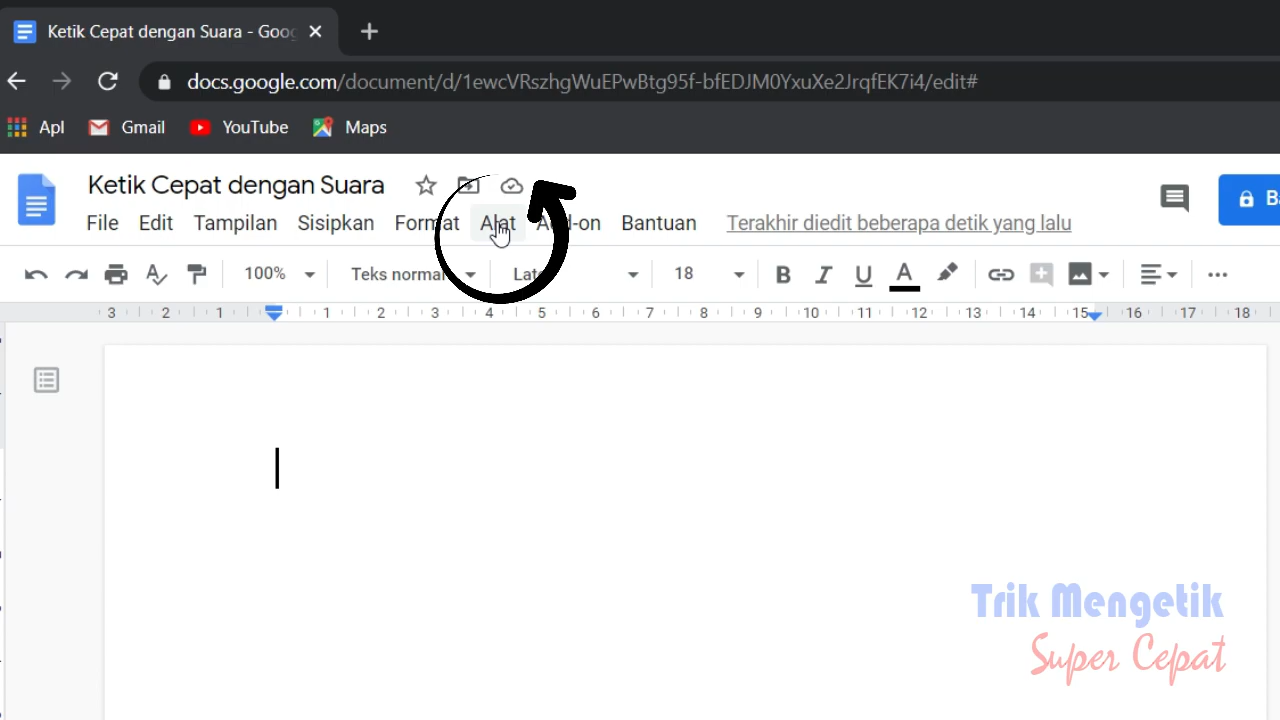 Ketik Cepat dengan Suara - Goog
docs.google.com/document/d/1ewcVRszhgWuEPwBtg95f-bfEDJM0YxuXe2JrqfEK7i4/edit#
Apl Gmail YouTube Maps
Ketik Cepat dengan Suara
File Edit Tampilan Sisipkan Format Alat Add-on Bantuan Terakhir diedit beberapa detik yang lalu
100% Teks normal 18 B I U A
3 2 1 1 2 3 4 5 6 7 8 9 10 11 12 13 14 15 16 17 18
Trik Mengetik
Super Cepat